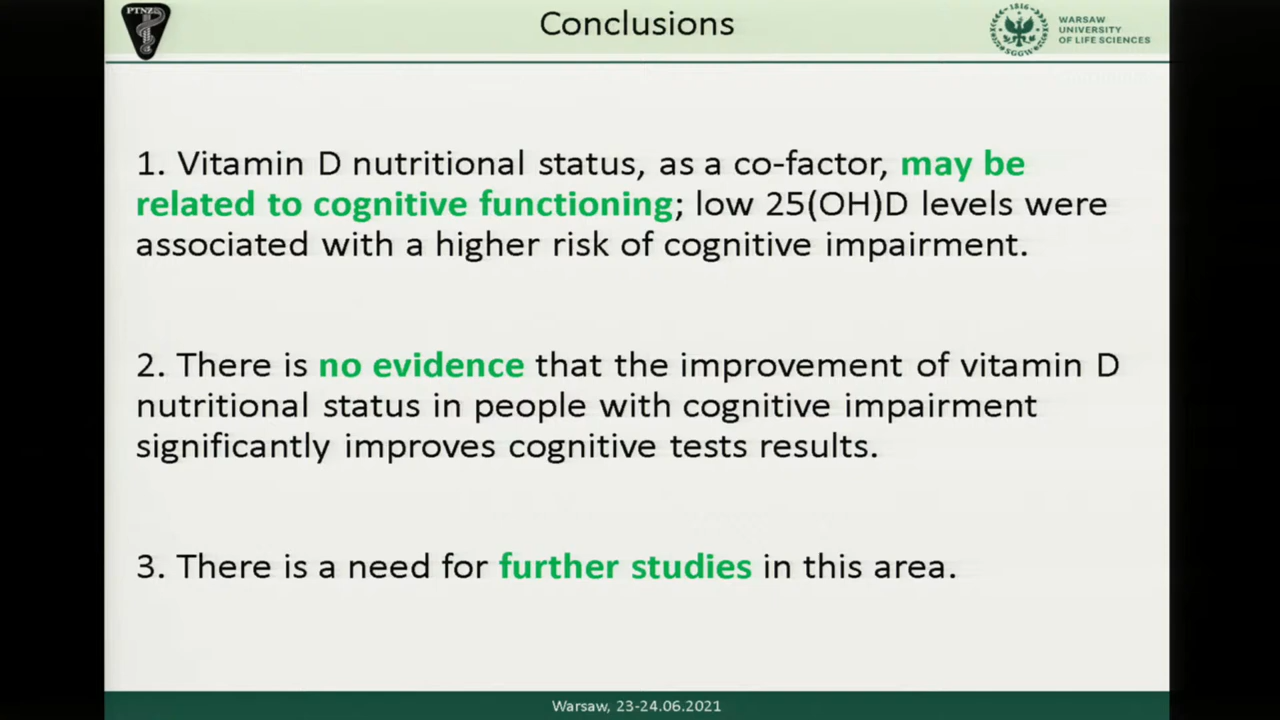 PTNZ
Conclusions
1816
SGGW
WARSAW
UNIVERSITY
OF LIFE SCIENCES
1. Vitamin D nutritional status, as a co-factor, may be
related to cognitive functioning; low 25(OH)D levels were
associated with a higher risk of cognitive impairment.
2. There is no evidence that the improvement of vitamin D
nutritional status in people with cognitive impairment
significantly improves cognitive tests results.
3. There is a need for further studies in this area.
Warsaw, 23-24.06.2021